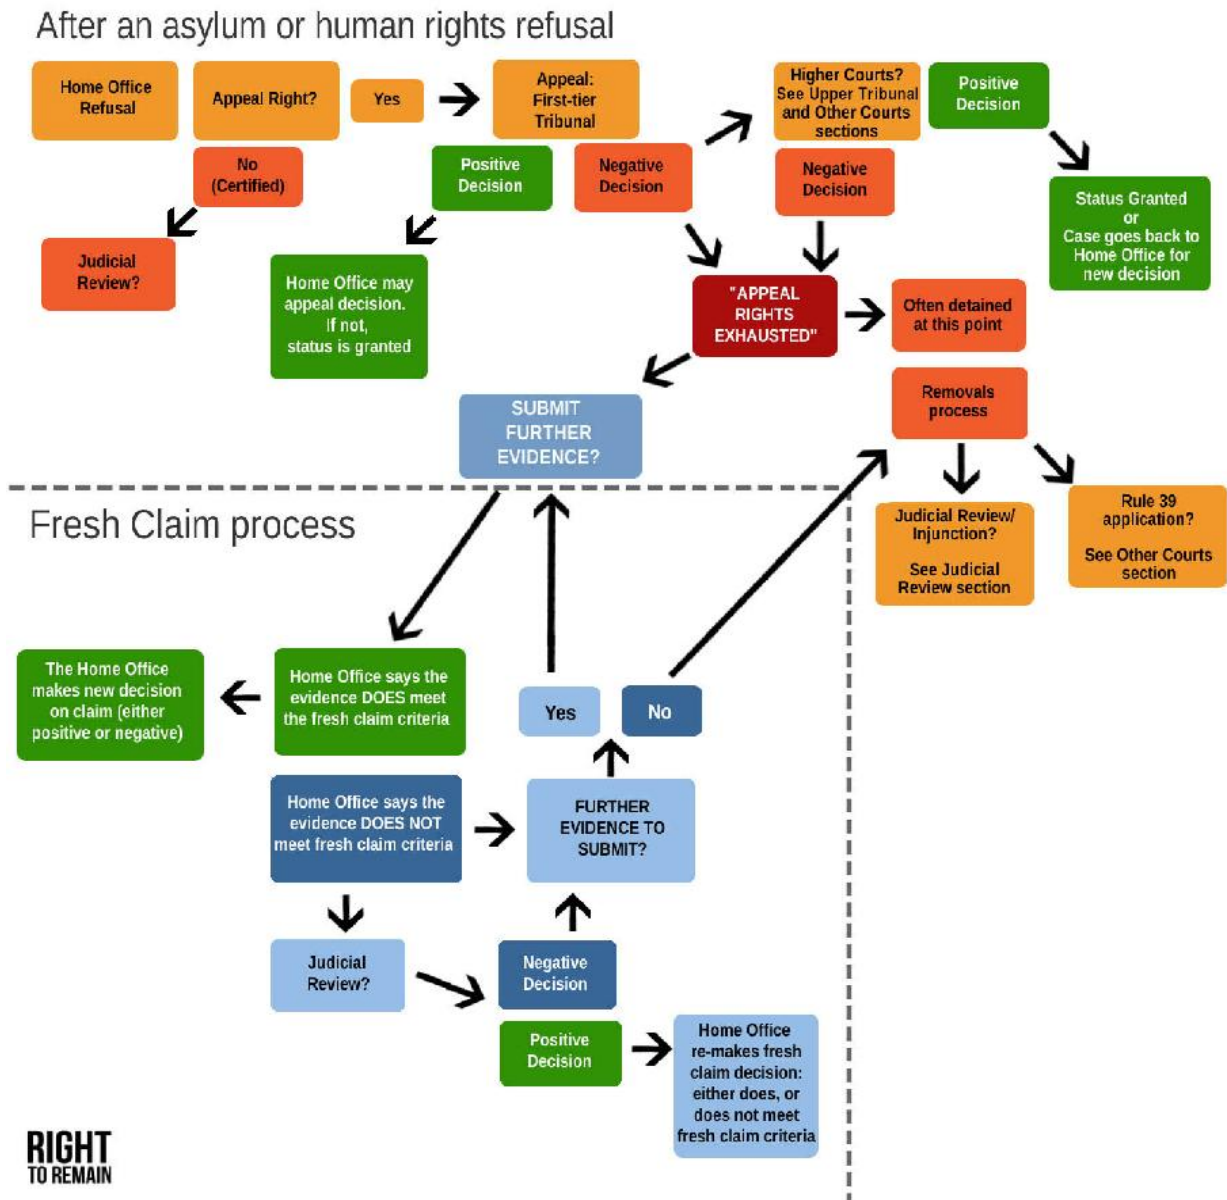 After an asylum or human rights refusal
Home Office
Refusal
Appeal Right?
Yes
Appeal:
First-tier
Tribunal
Higher Courts?
See Upper Tribunal
and Other Courts
sections
Positive
Decision
No
(Certified)
Positive
Decision
Negative
Decision
Negative
Decision
Status Granted
or
Case goes back to
Home Office for
new decision
Judicial
Review?
Home Office may
appeal decision.
If not,
status is granted
"APPEAL
RIGHTS
EXHAUSTED"
Often detained
at this point
Removals
process
SUBMIT
FURTHER
EVIDENCE?
Judicial Review/
Injunction?
See Judicial
Review section
Rule 39
application?
See Other Courts
section
Fresh Claim process
The Home Office
makes new decision
on claim (either
positive or negative)
Home Office says the
evidence DOES meet
the fresh claim criteria
Yes
No
Home Office says the
evidence DOES NOT
meet fresh claim criteria
FURTHER
EVIDENCE TO
SUBMIT?
Judicial
Review?
Negative
Decision
Positive
Decision
Home Office
re-makes fresh
claim decision:
either does, or
does not meet
fresh claim criteria
RIGHT
TO REMAIN